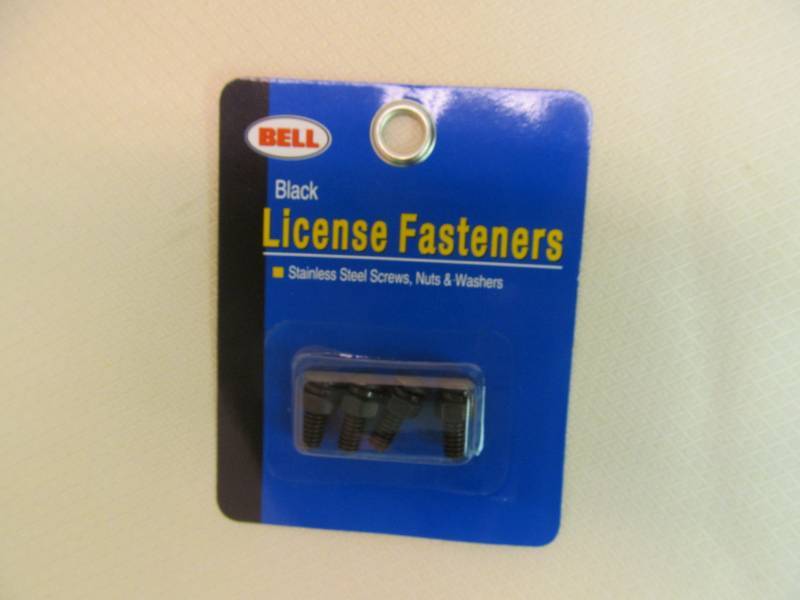 BELL
Black
License Fasteners
Stainless Steel Screws, Nuts & Washers